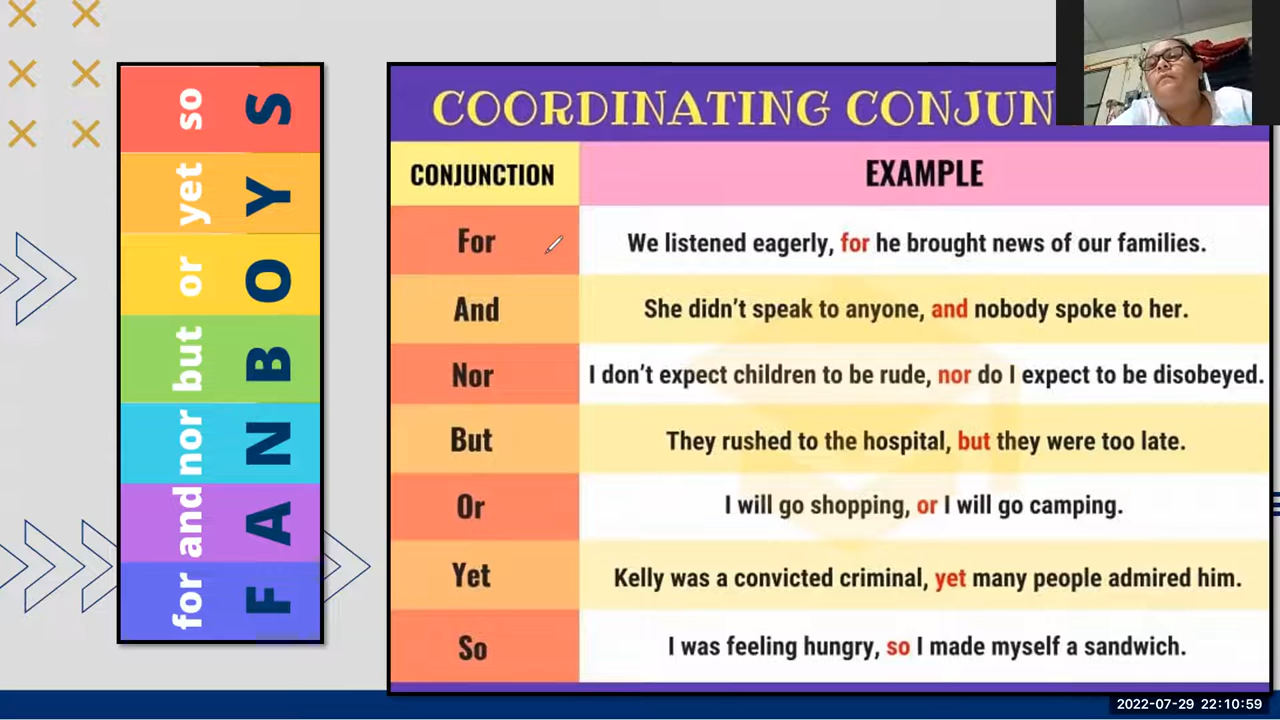 so S
yet Y
or O
but B
nor N
and A
for F
COORDINATING CONJUN
CONJUNCTION EXAMPLE
For We listened eagerly, for he brought news of our families.
And She didn't speak to anyone, and nobody spoke to her.
Nor I don't expect children to be rude, nor do I expect to be disobeyed.
But They rushed to the hospital, but they were too late.
Or I will go shopping, or I will go camping.
Yet Kelly was a convicted criminal, yet many people admired him.
So I was feeling hungry, so I made myself a sandwich.
2022-07-29 22:10:59